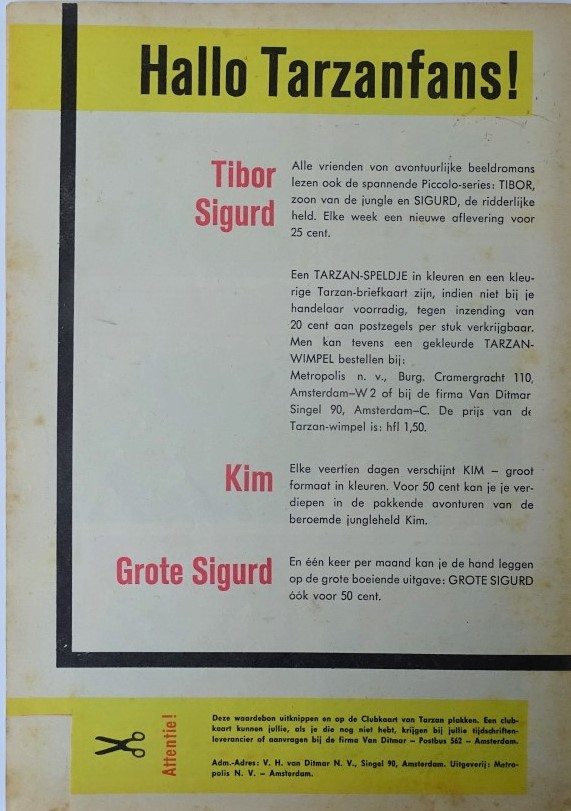 Hallo Tarzanfans!
Tibor
Sigurd
Alle vrienden van avontuurlijke beeldromans
lezen ook de spannende Piccolo-series: TIBOR,
zoon van de jungle en SIGURD, de ridderlijke
held. Elke week een nieuwe aflevering voor
25 cent.
Een TARZAN-SPELDJE in kleuren en een kleu-
rige Tarzan-briefkaart zijn, indien niet bij je
handelaar voorradig, tegen inzending van
20 cent aan postzegels per stuk verkrijgbaar.
Men kan tevens een gekleurde TARZAN-
WIMPEL bestellen bij:
Metropolis n. v., Burg. Cramergracht 110,
Amsterdam–W 2 of bij de firma Van Ditmar
Singel 90, Amsterdam–C. De prijs van de
Tarzan-wimpel is: hfl 1,50.
Kim
Elke veertien dagen verschijnt KIM – groot
formaat in kleuren. Voor 50 cent kan je je ver-
diepen in de pakkende avonturen van de
beroemde jungleheld Kim.
Grote Sigurd
En één keer per maand kan je de hand leggen
op de grote boeiende uitgave: GROTE SIGURD
óók voor 50 cent.
Attentie!
Deze waardebon uitknippen en op de Clubkaart van Tarzan plakken. Een club-
kaart kunnen jullie, als je die nog niet hebt, krijgen bij jullie tijdschriften-
leverancier of aanvragen bij de firma Van Ditmar – Postbus 562 – Amsterdam.
Adm.-Adres: V. H. van Ditmar N. V., Singel 90, Amsterdam. Uitgeverij: Metro-
polis N. V. – Amsterdam.